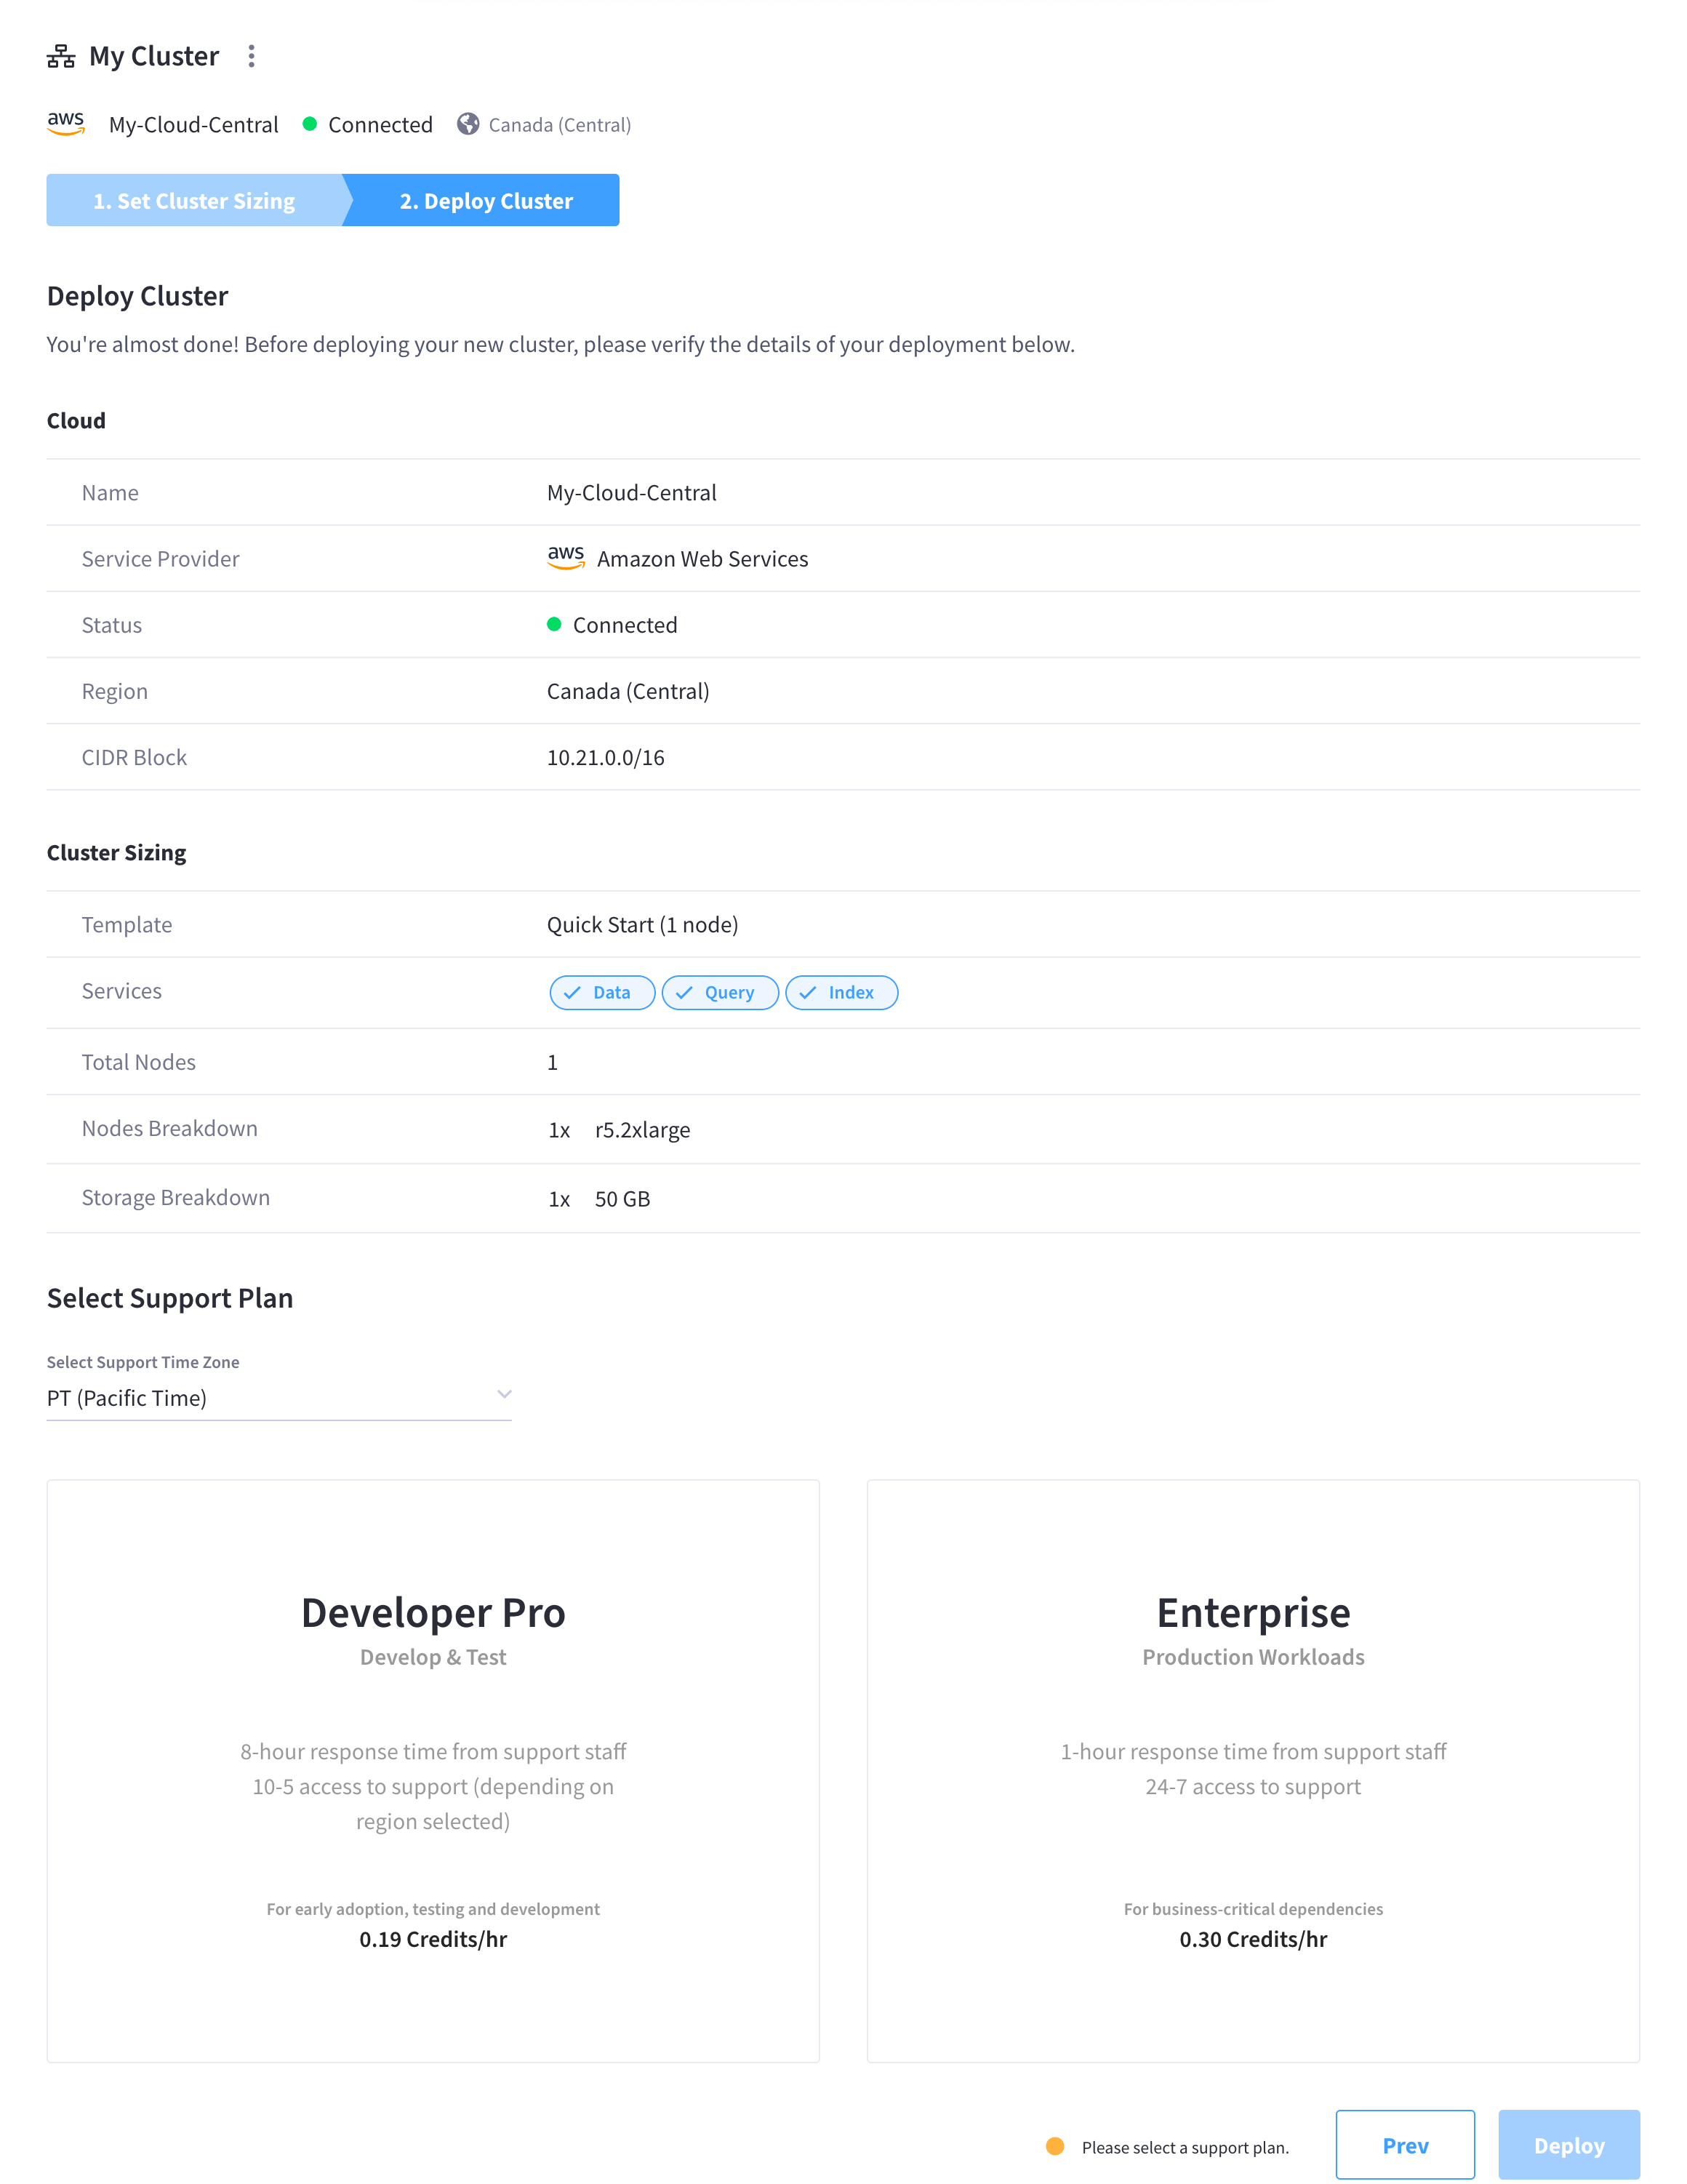 My Cluster
aws My-Cloud-Central Connected Canada (Central)
1. Set Cluster Sizing 2. Deploy Cluster
Deploy Cluster
You're almost done! Before deploying your new cluster, please verify the details of your deployment below.
Cloud
Name My-Cloud-Central
Service Provider aws Amazon Web Services
Status Connected
Region Canada (Central)
CIDR Block 10.21.0.0/16
Cluster Sizing
Template Quick Start (1 node)
Services Data Query Index
Total Nodes 1
Nodes Breakdown 1x r5.2xlarge
Storage Breakdown 1x 50 GB
Select Support Plan
Select Support Time Zone
PT (Pacific Time)
Developer Pro
Develop & Test
8-hour response time from support staff
10-5 access to support (depending on
region selected)
For early adoption, testing and development
0.19 Credits/hr
Enterprise
Production Workloads
1-hour response time from support staff
24-7 access to support
For business-critical dependencies
0.30 Credits/hr
Please select a support plan. Prev Deploy